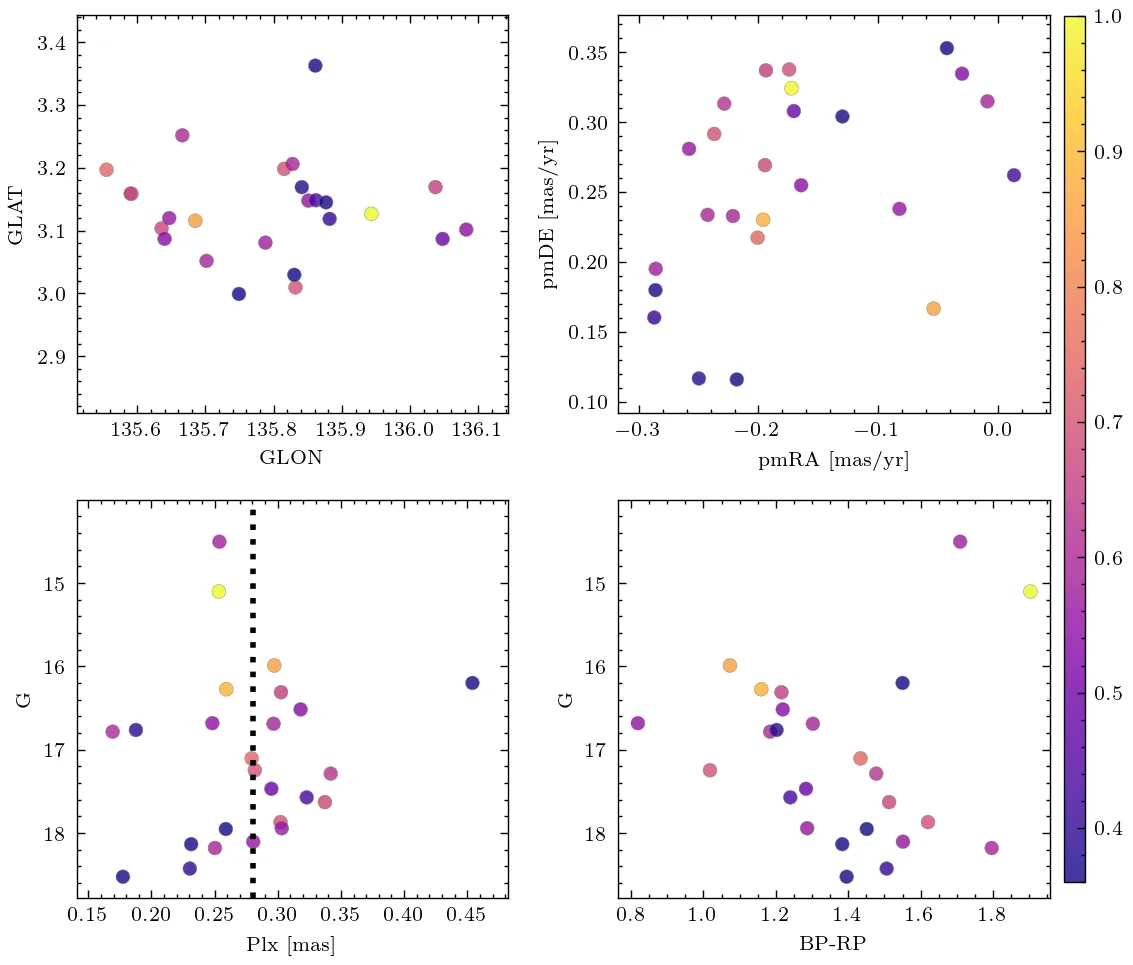 3.4
3.3
3.2
3.1
3.0
2.9
GLAT
135.6 135.7 135.8 135.9 136.0 136.1
GLON
0.35
0.30
0.25
0.20
0.15
0.10
pmDE [mas/yr]
−0.3 −0.2 −0.1 0.0
pmRA [mas/yr]
1.0
0.9
0.8
0.7
0.6
0.5
0.4
15
16
17
18
G
0.15 0.20 0.25 0.30 0.35 0.40 0.45
Plx [mas]
15
16
17
18
G
0.8 1.0 1.2 1.4 1.6 1.8
BP-RP